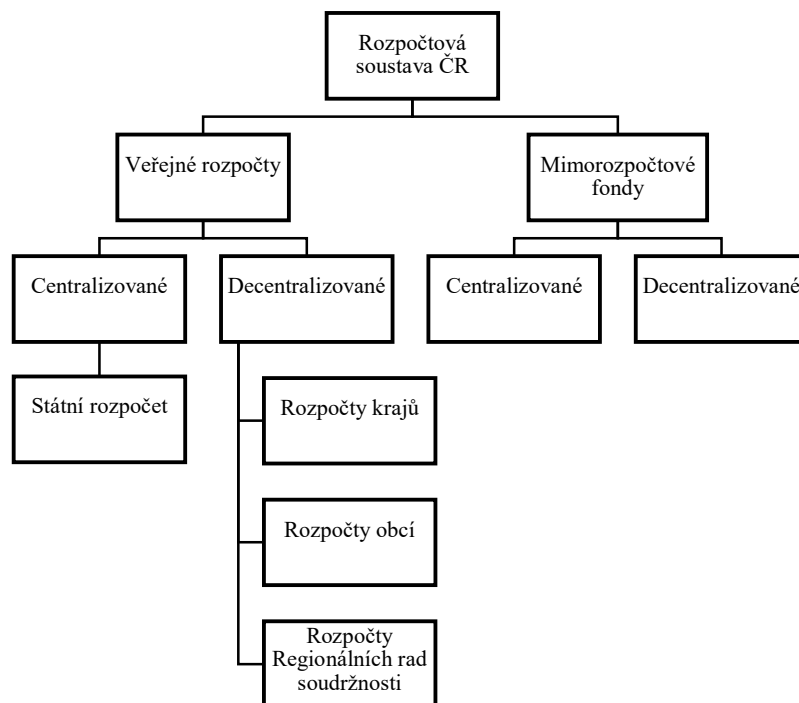 Rozpočtová
soustava ČR
Veřejné rozpočty
Mimorozpočtové
fondy
Centralizované
Decentralizované
Centralizované
Decentralizované
Státní rozpočet
Rozpočty krajů
Rozpočty obcí
Rozpočty
Regionálních rad
soudržnosti